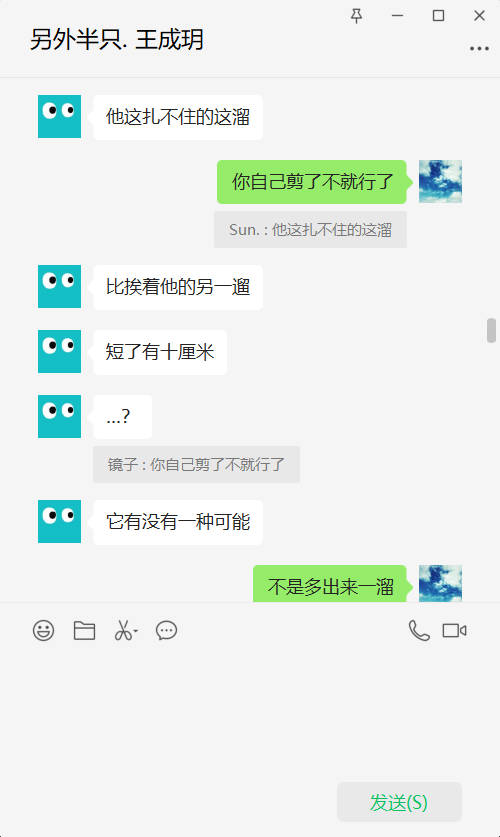 另外半只. 王成玥
他这扎不住的这溜
你自己剪了不就行了
Sun. : 他这扎不住的这溜
比挨着他的另一遛
短了有十厘米
...?
镜子 : 你自己剪了不就行了
它有没有一种可能
不是多出来一溜
发送(S)